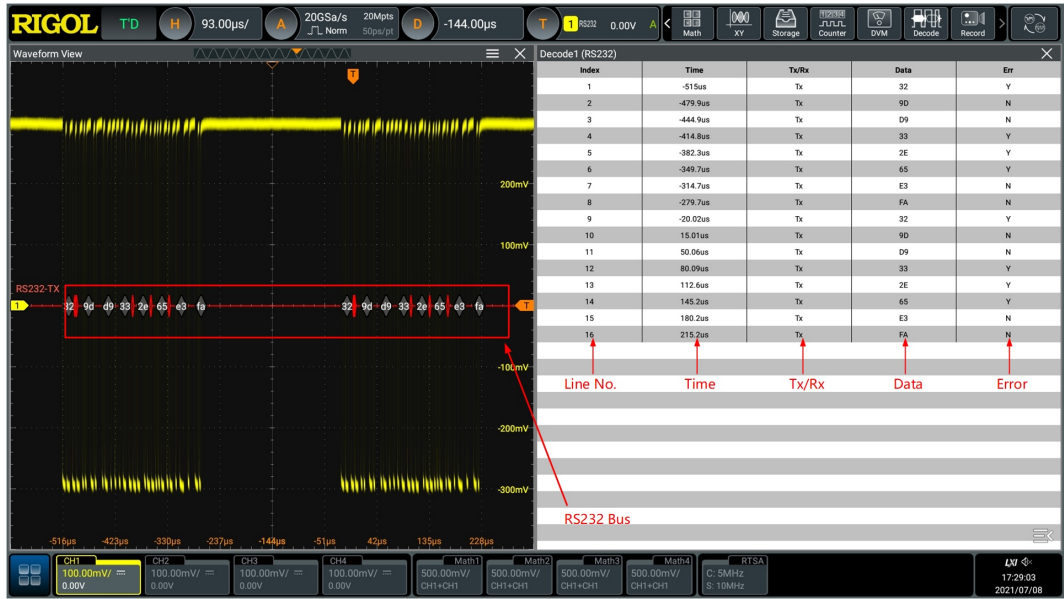 RIGOL T'D H 93.00μs/ A 20GSa/s 20Mpts Norm 50ps/pt D -144.00μs T 1 RS232 0.00V A < Math XY Storage Counter DVM Decode Record >
Waveform View
T
200mV
100mV
RS232-TX
1 32 9d d9 33 2e 65 e3 fa 32 9d d9 33 2e 65 e3 fa T
-100mV
-200mV
-300mV
-516μs -423μs -330μs -237μs -144μs -51μs 42μs 135μs 228μs
Decode1 (RS232)
Index Time Tx/Rx Data Err
1 -515us Tx 32 Y
2 -479.9us Tx 9D N
3 -444.9us Tx D9 N
4 -414.8us Tx 33 Y
5 -382.3us Tx 2E Y
6 -349.7us Tx 65 Y
7 -314.7us Tx E3 N
8 -279.7us Tx FA N
9 -20.02us Tx 32 Y
10 15.01us Tx 9D N
11 50.06us Tx D9 N
12 80.09us Tx 33 Y
13 112.6us Tx 2E Y
14 145.2us Tx 65 Y
15 180.2us Tx E3 N
16 215.2us Tx FA N
Line No. Time Tx/Rx Data Error
RS232 Bus
CH1 CH2 CH3 CH4 Math1 Math2 Math3 Math4 RTSA
100.00mV/ 100.00mV/ 100.00mV/ 100.00mV/ 500.00mV/ 500.00mV/ 500.00mV/ 500.00mV/ C: 5MHz
0.00V 0.00V 0.00V 0.00V CH1+CH1 CH1+CH1 CH1+CH1 CH1+CH1 S: 10MHz
LXI
17:29:03
2021/07/08